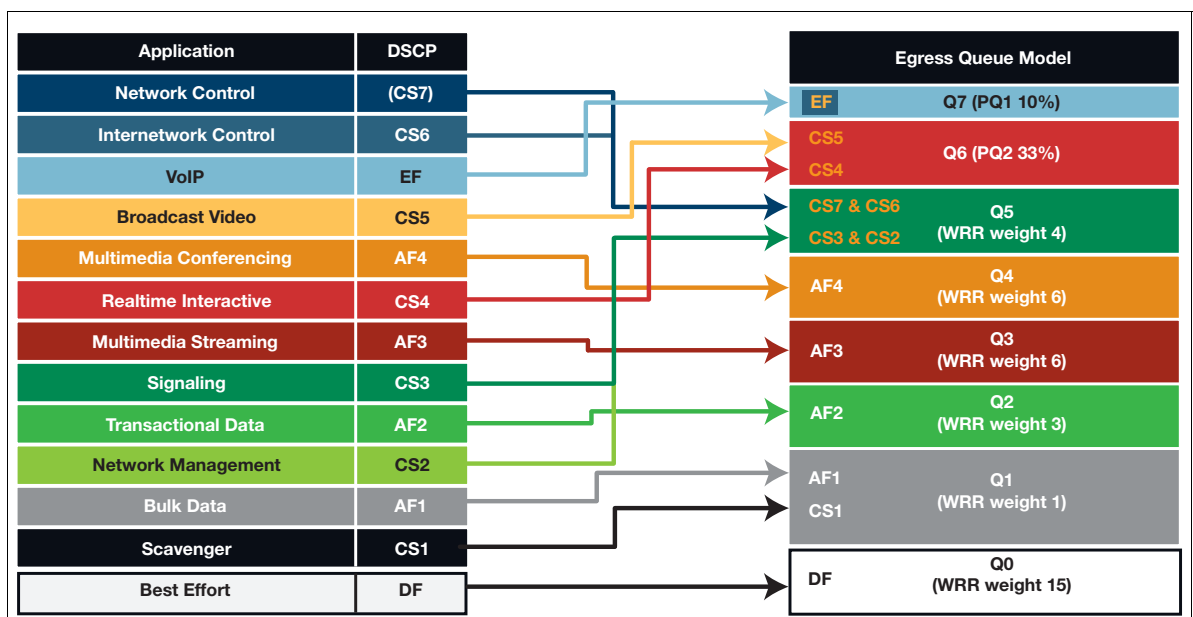 Application DSCP
Network Control (CS7)
Internetwork Control CS6
VoIP EF
Broadcast Video CS5
Multimedia Conferencing AF4
Realtime Interactive CS4
Multimedia Streaming AF3
Signaling CS3
Transactional Data AF2
Network Management CS2
Bulk Data AF1
Scavenger CS1
Best Effort DF
Egress Queue Model
EF Q7 (PQ1 10%)
CS5
CS4
Q6 (PQ2 33%)
CS7 & CS6
CS3 & CS2
Q5
(WRR weight 4)
AF4
Q4
(WRR weight 6)
AF3
Q3
(WRR weight 6)
AF2
Q2
(WRR weight 3)
AF1
CS1
Q1
(WRR weight 1)
DF
Q0
(WRR weight 15)